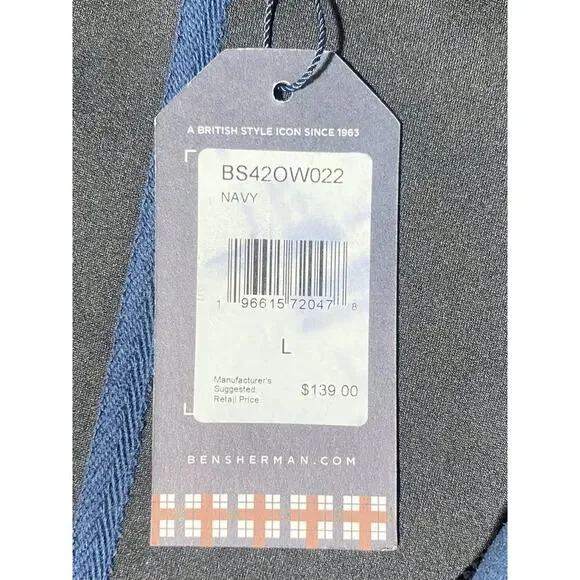 A BRITISH STYLE ICON SINCE 1963
BS42OW022
NAVY
1 96615 72047 8
L
Manufacturer's
Suggested
Retail Price
$139.00
BENSHERMAN.COM